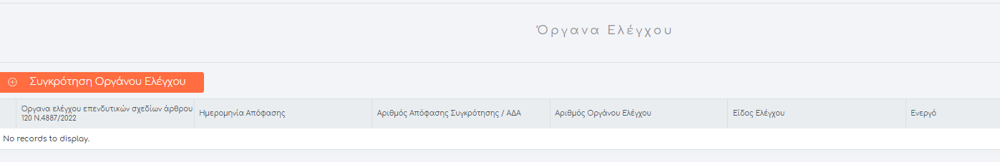 Όργανα Ελέγχου
Συγκρότηση Οργάνου Ελέγχου
Όργανα ελέγχου επενδυτικών σχεδίων άρθρου 120 Ν.4887/2022
Ημερομηνία Απόφασης
Αριθμός Απόφασης Συγκρότησης / ΑΔΑ
Αριθμός Οργάνου Ελέγχου
Είδος Ελέγχου
Ενεργό
No records to display.